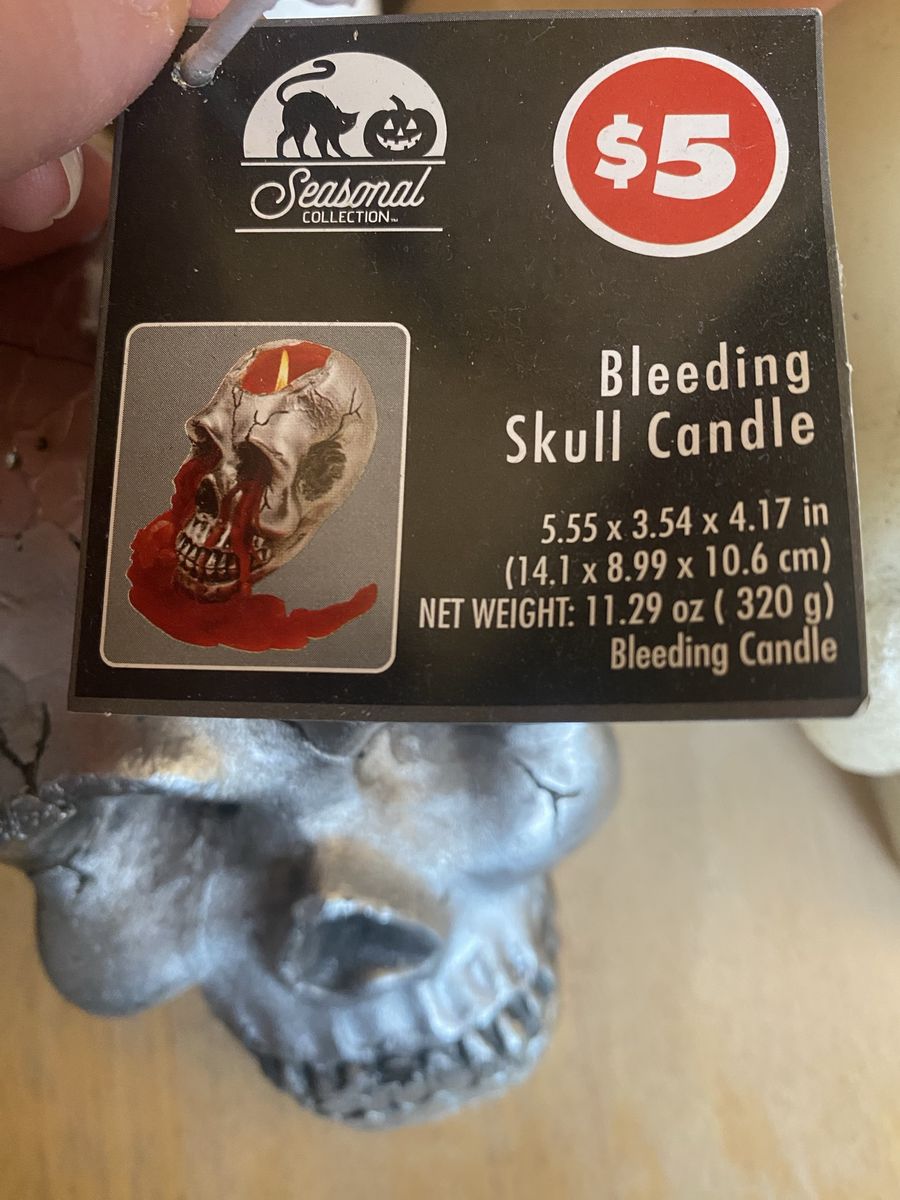 Seasonal
COLLECTION™
$5
Bleeding
Skull Candle
5.55 x 3.54 x 4.17 in
(14.1 x 8.99 x 10.6 cm)
NET WEIGHT: 11.29 oz ( 320 g)
Bleeding Candle